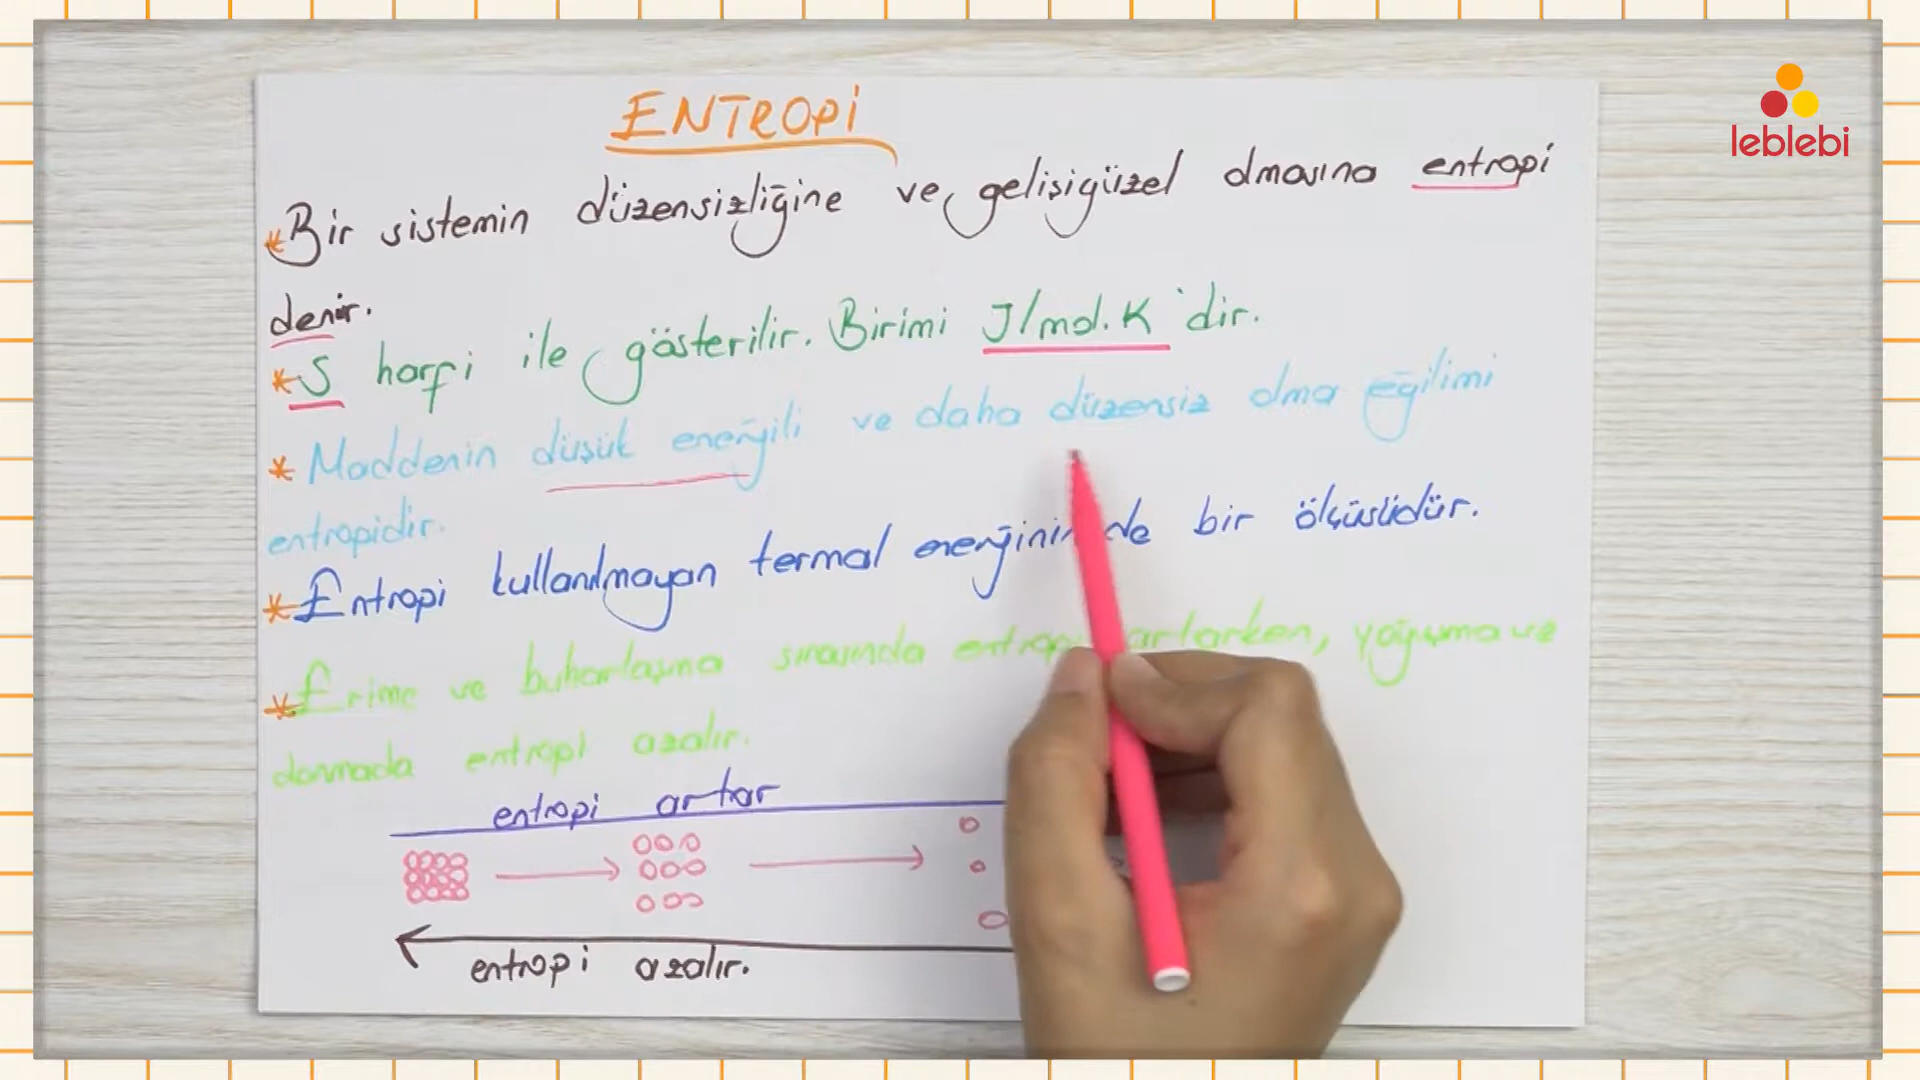 leblebi
ENTROPİ
* Bir sistemin düzensizliğine ve gelişigüzel olmasına entropi
denir.
* S harfi ile gösterilir. Birimi J/mol.K 'dir.
* Maddenin düşük enerjili ve daha düzensiz olma eğilimi
entropidir.
* Entropi kullanılmayan termal enerjinin de bir ölçüsüdür.
* Erime ve buharlaşma sırasında entropi artarken, yoğuşma ve
donmada entropi azalır.
entropi artar
entropi azalır.